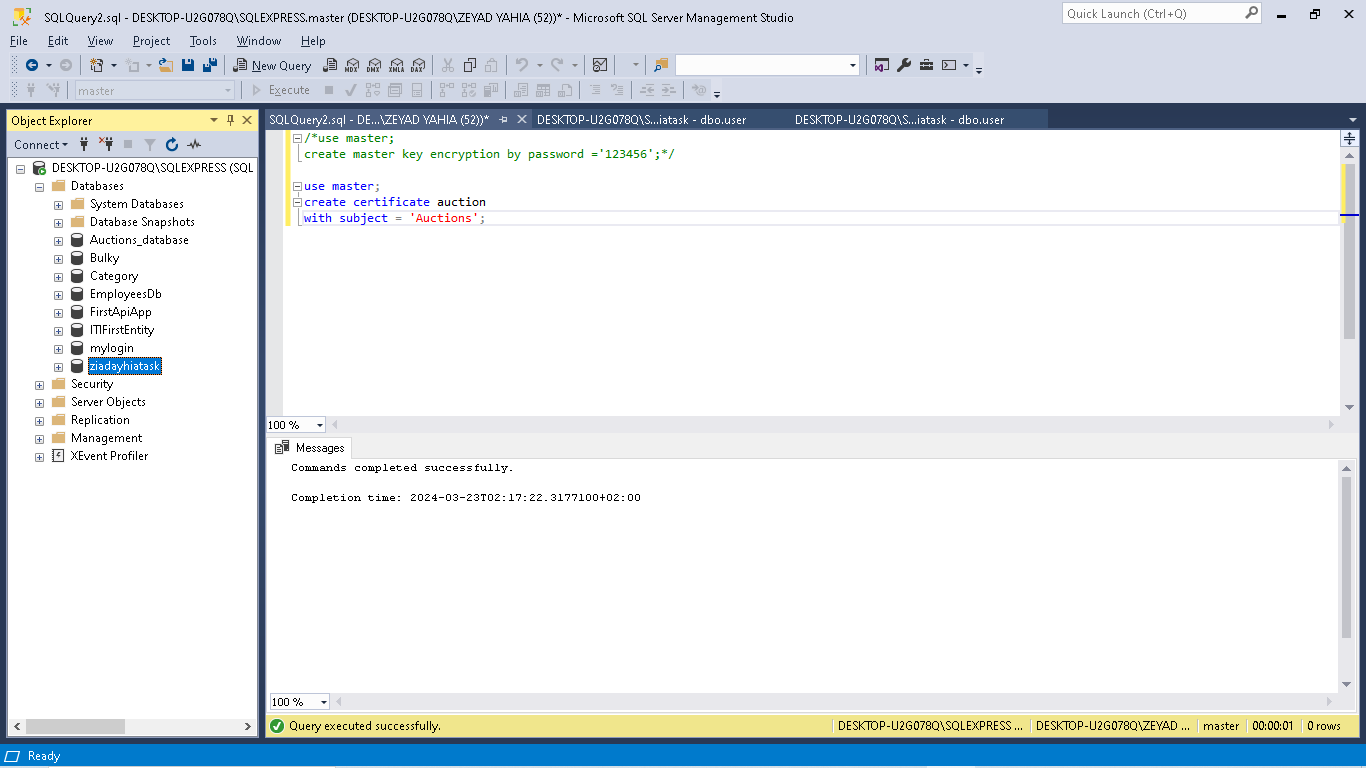 SQLQuery2.sql - DESKTOP-U2G078Q\SQLEXPRESS.master (DESKTOP-U2G078Q\ZEYAD YAHIA (52))* - Microsoft SQL Server Management Studio
Quick Launch (Ctrl+Q)
File Edit View Project Tools Window Help
New Query MDX DMX XMLA DAX
master Execute
Object Explorer
SQLQuery2.sql - DE...\ZEYAD YAHIA (52))* DESKTOP-U2G078Q\S...iatask - dbo.user DESKTOP-U2G078Q\S...iatask - dbo.user
Connect
DESKTOP-U2G078Q\SQLEXPRESS (SQL
Databases
System Databases
Database Snapshots
Auctions_database
Bulky
Category
EmployeesDb
FirstApiApp
ITIFirstEntity
mylogin
ziadayhiatask
Security
Server Objects
Replication
Management
XEvent Profiler
/*use master;
create master key encryption by password ='123456';*/
use master;
create certificate auction
with subject = 'Auctions';
100 %
Messages
Commands completed successfully.
Completion time: 2024-03-23T02:17:22.3177100+02:00
100 %
Query executed successfully. DESKTOP-U2G078Q\SQLEXPRESS ... DESKTOP-U2G078Q\ZEYAD ... master 00:00:01 0 rows
Ready